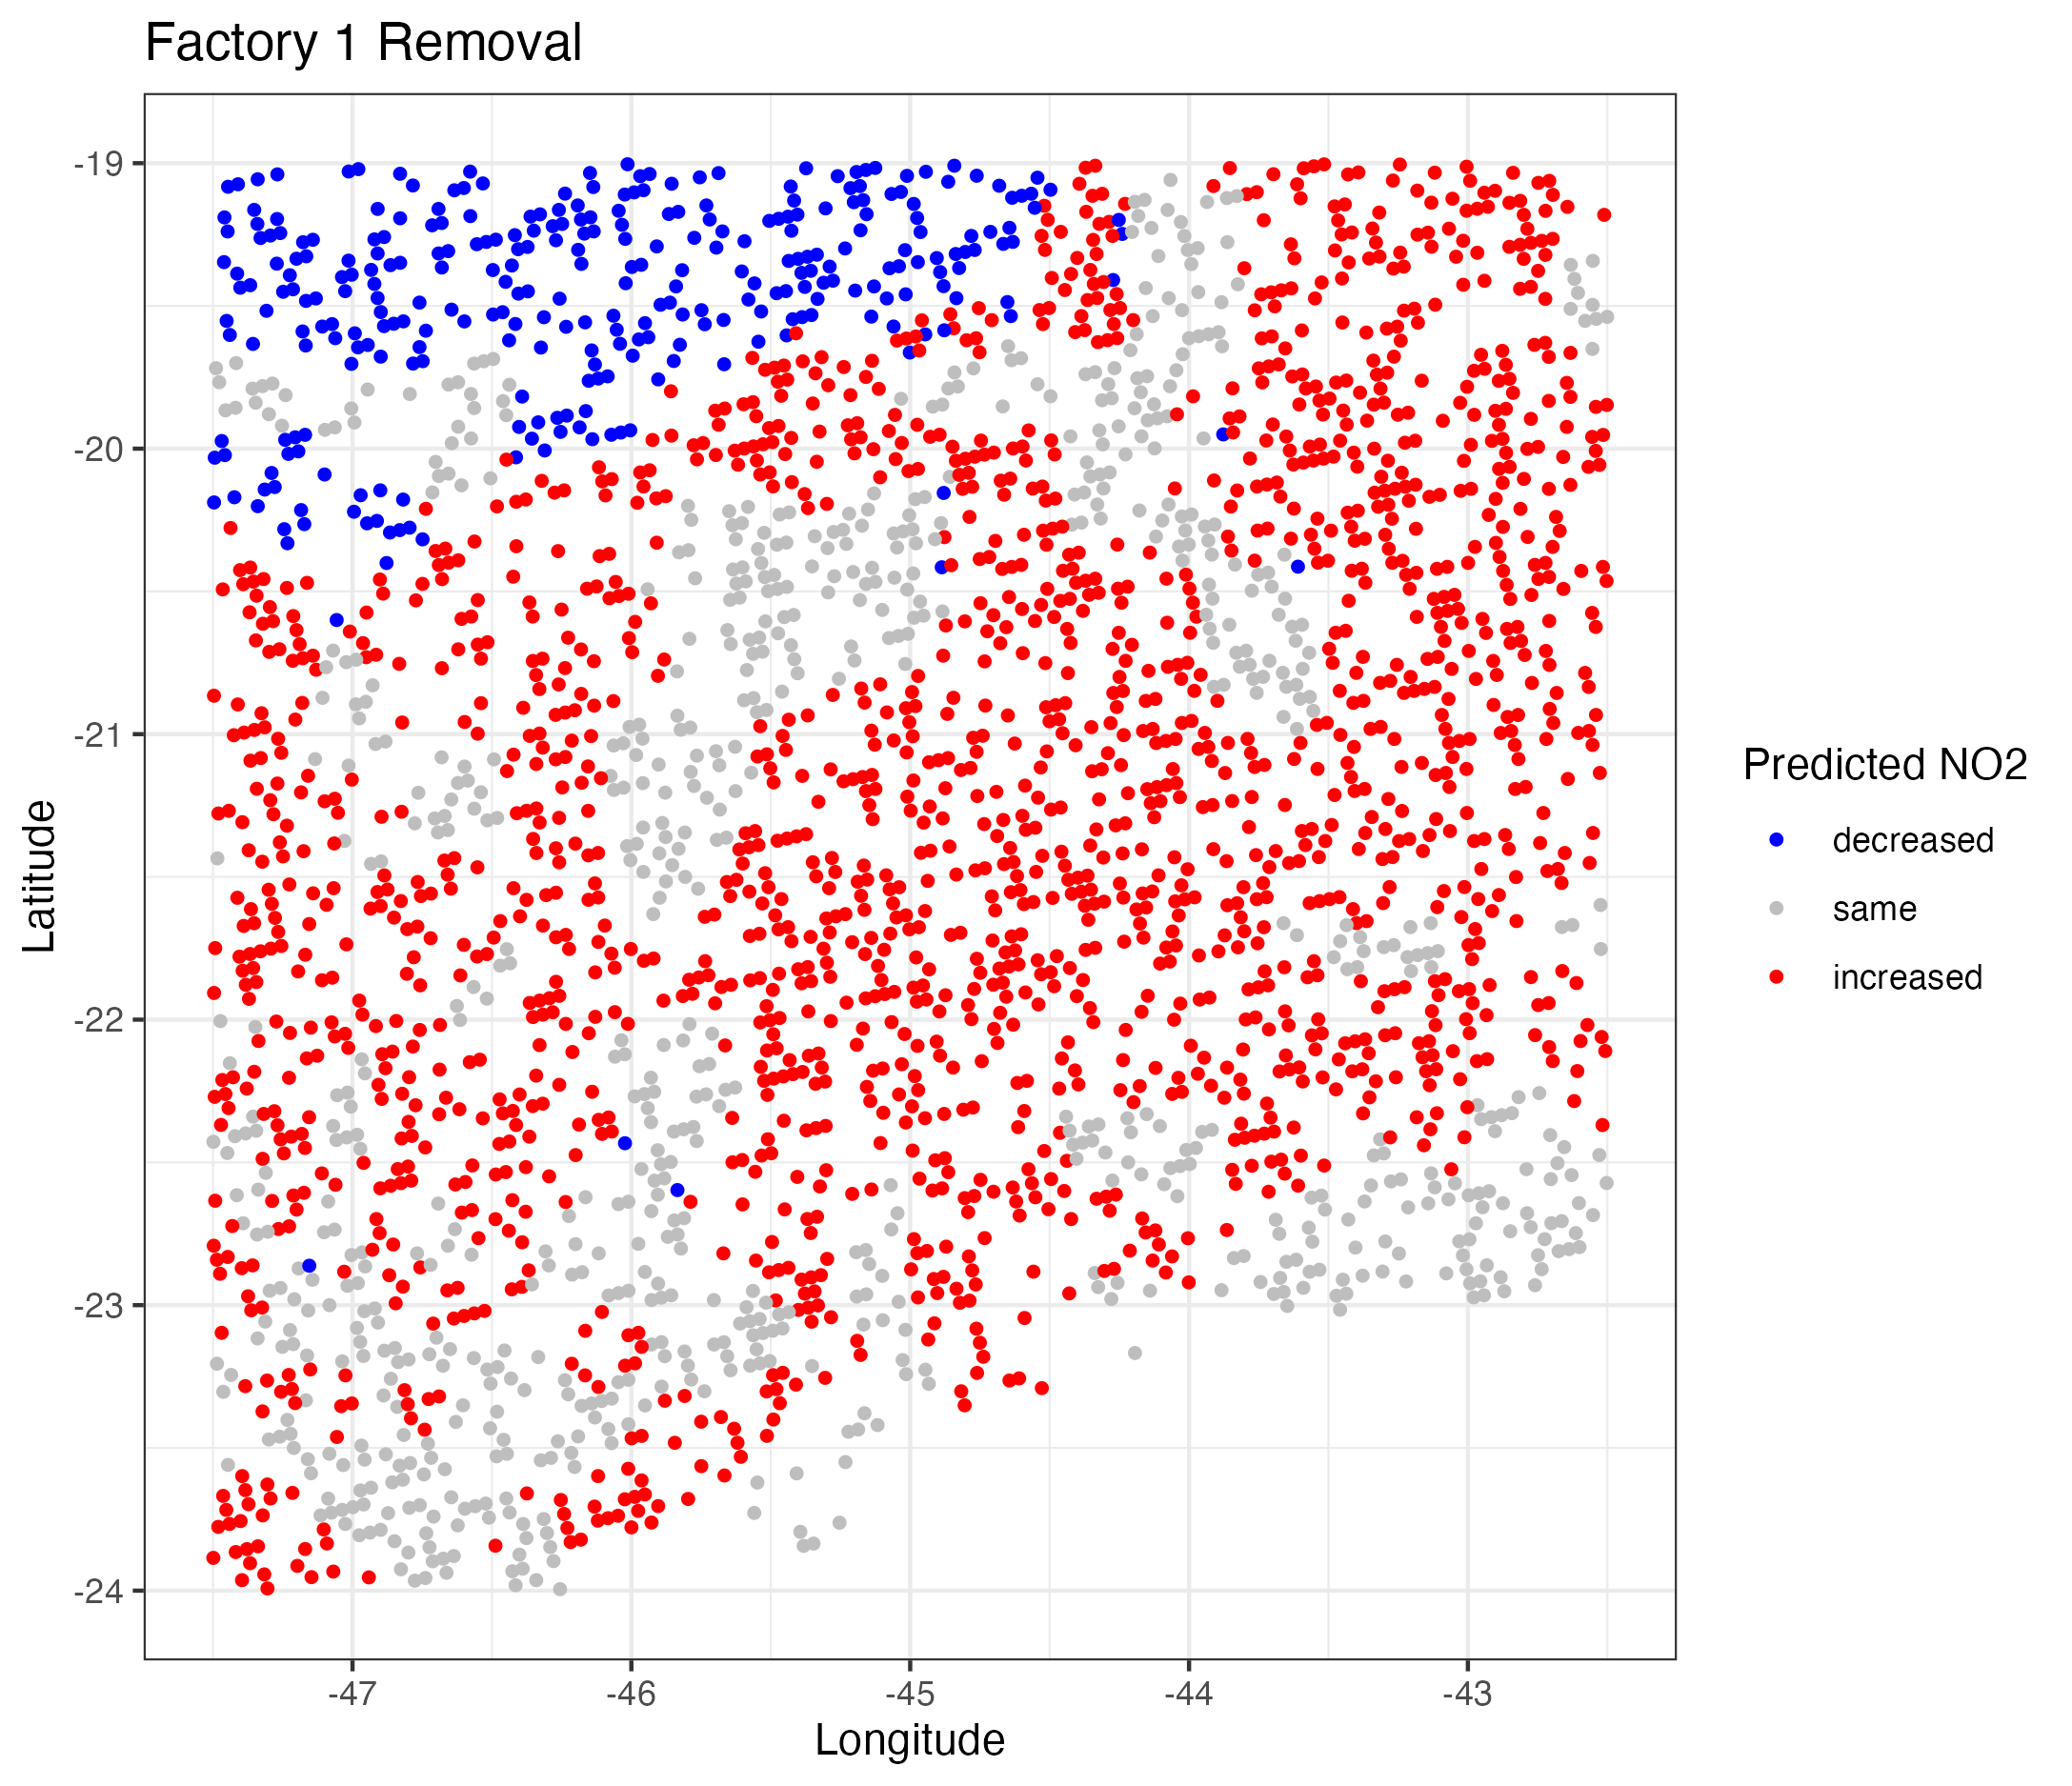 Factory 1 Removal
-19
-20
-21
-22
-23
-24
Latitude
-47
-46
-45
-44
-43
Longitude
Predicted NO2
decreased
same
increased